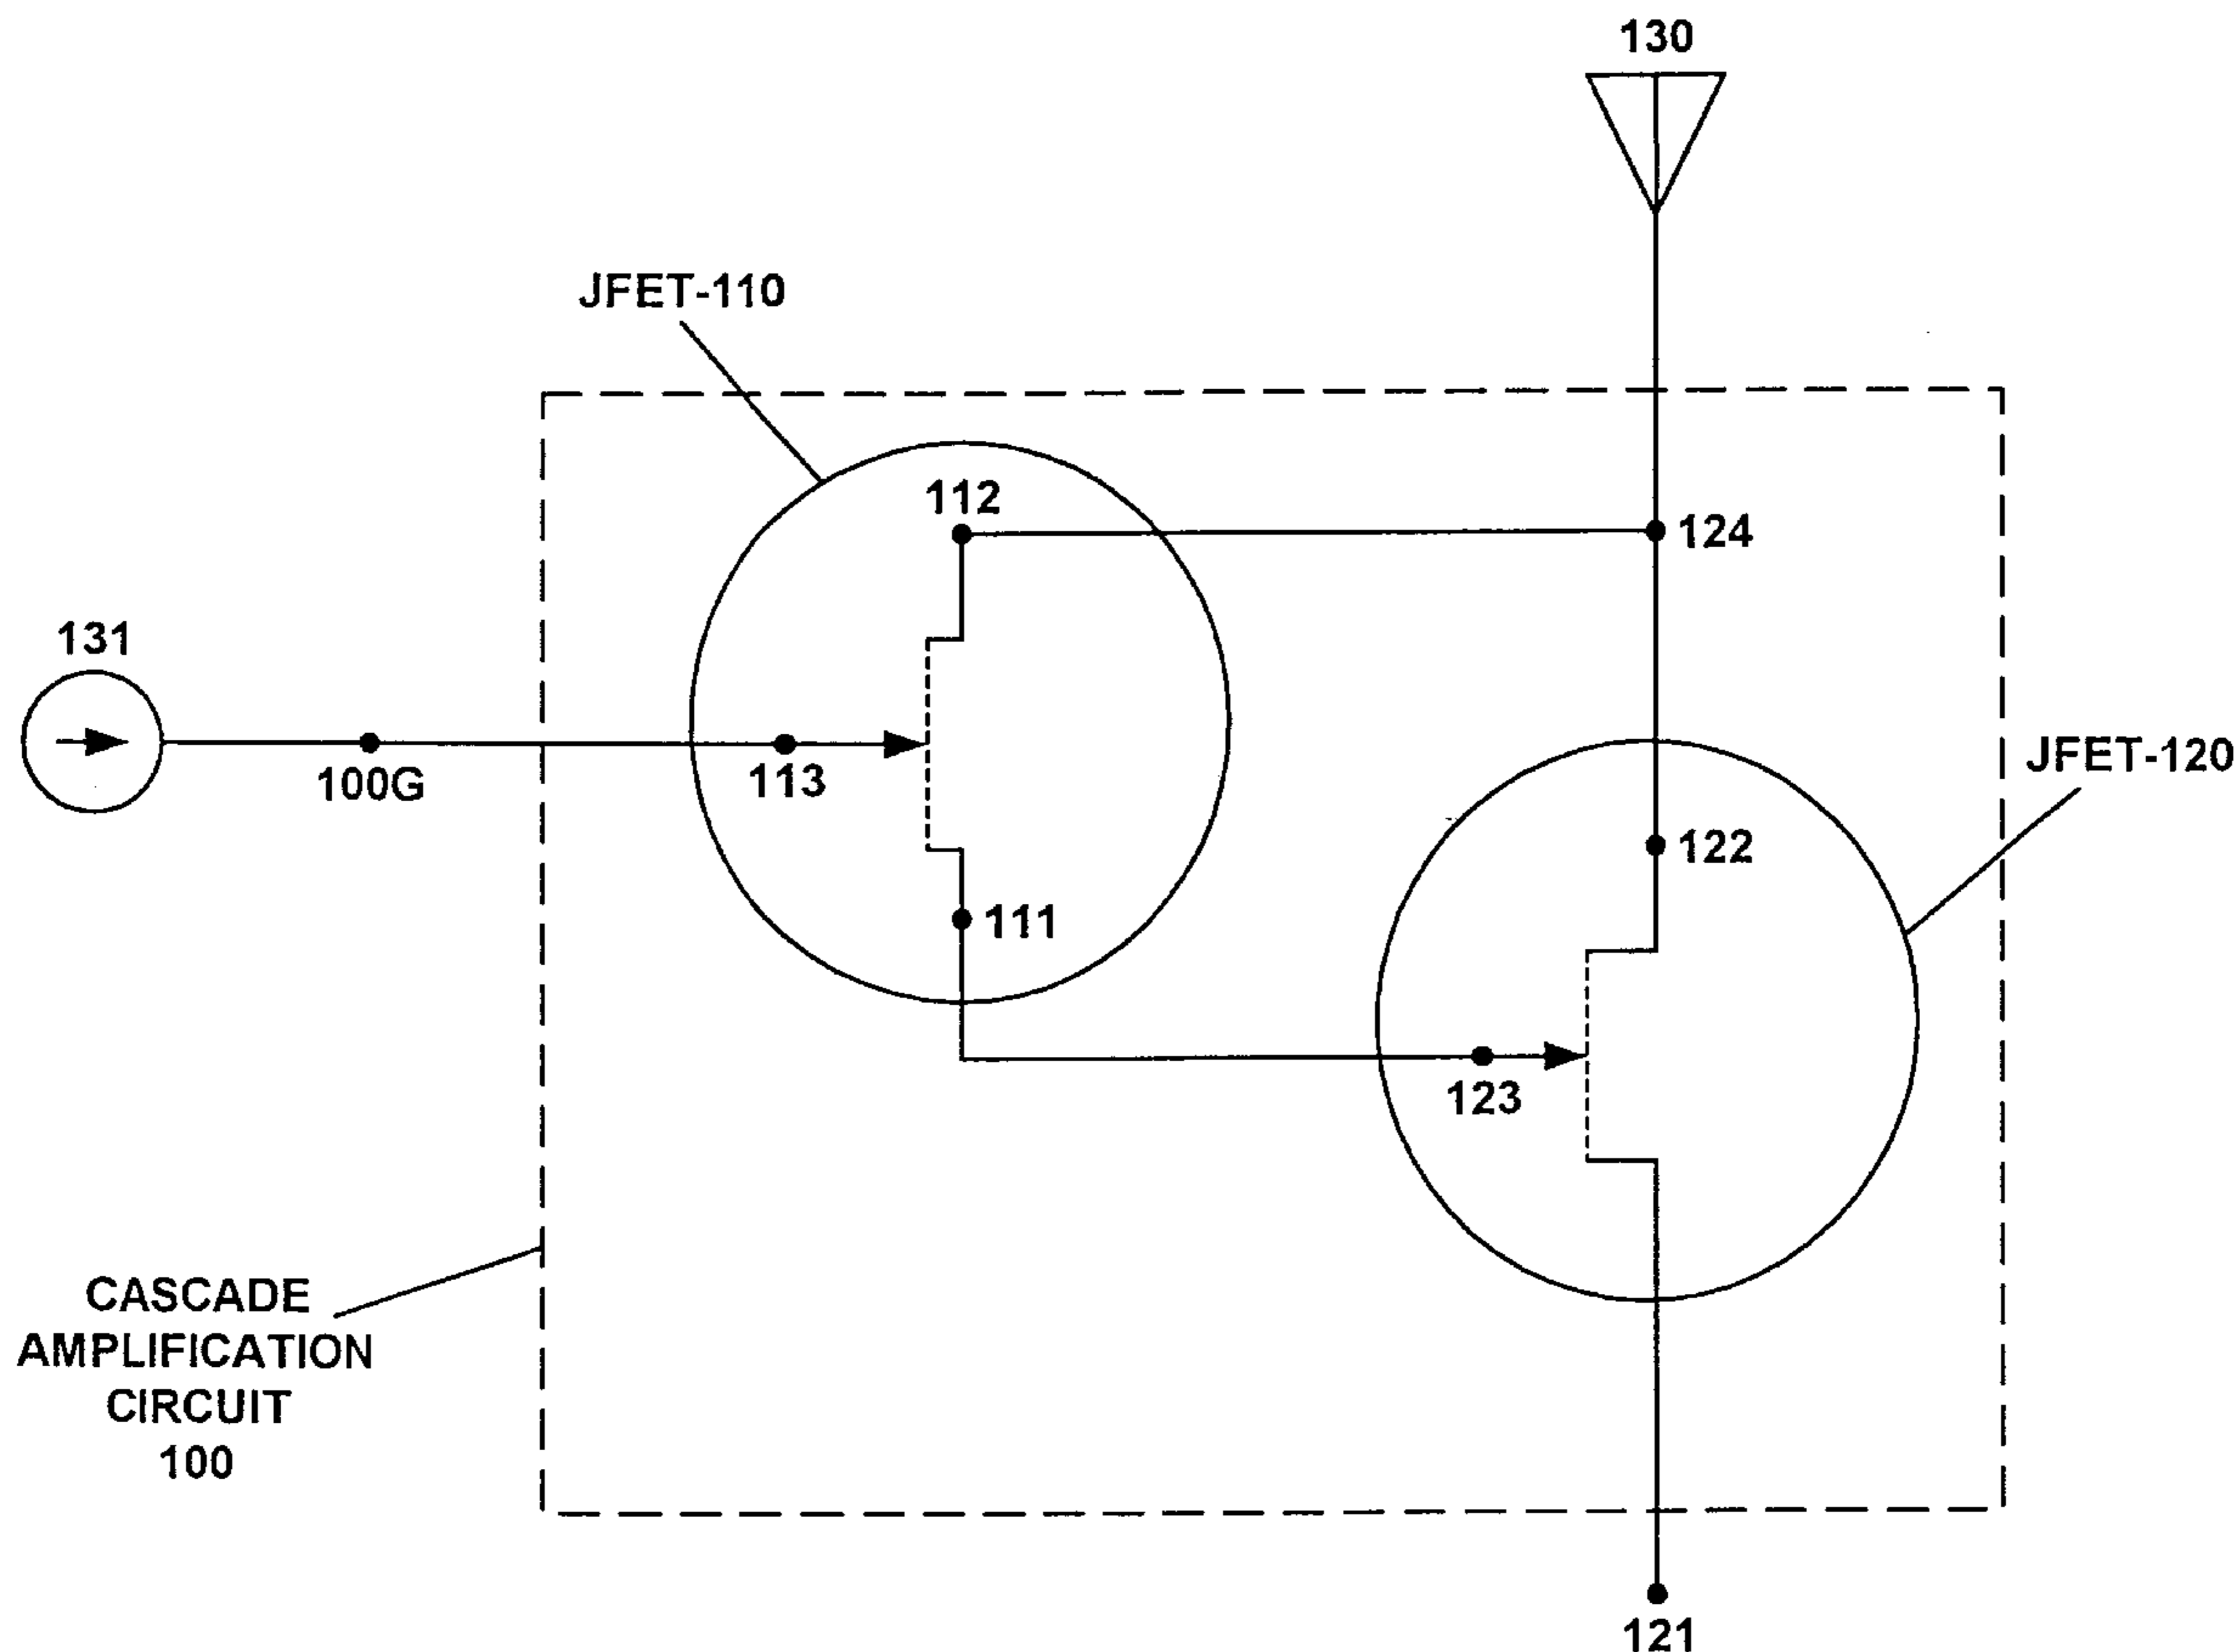 130
JFET-110
112
124
131
100G
113
JFET-120
122
111
123
CASCADE
AMPLIFICATION
CIRCUIT
100
121